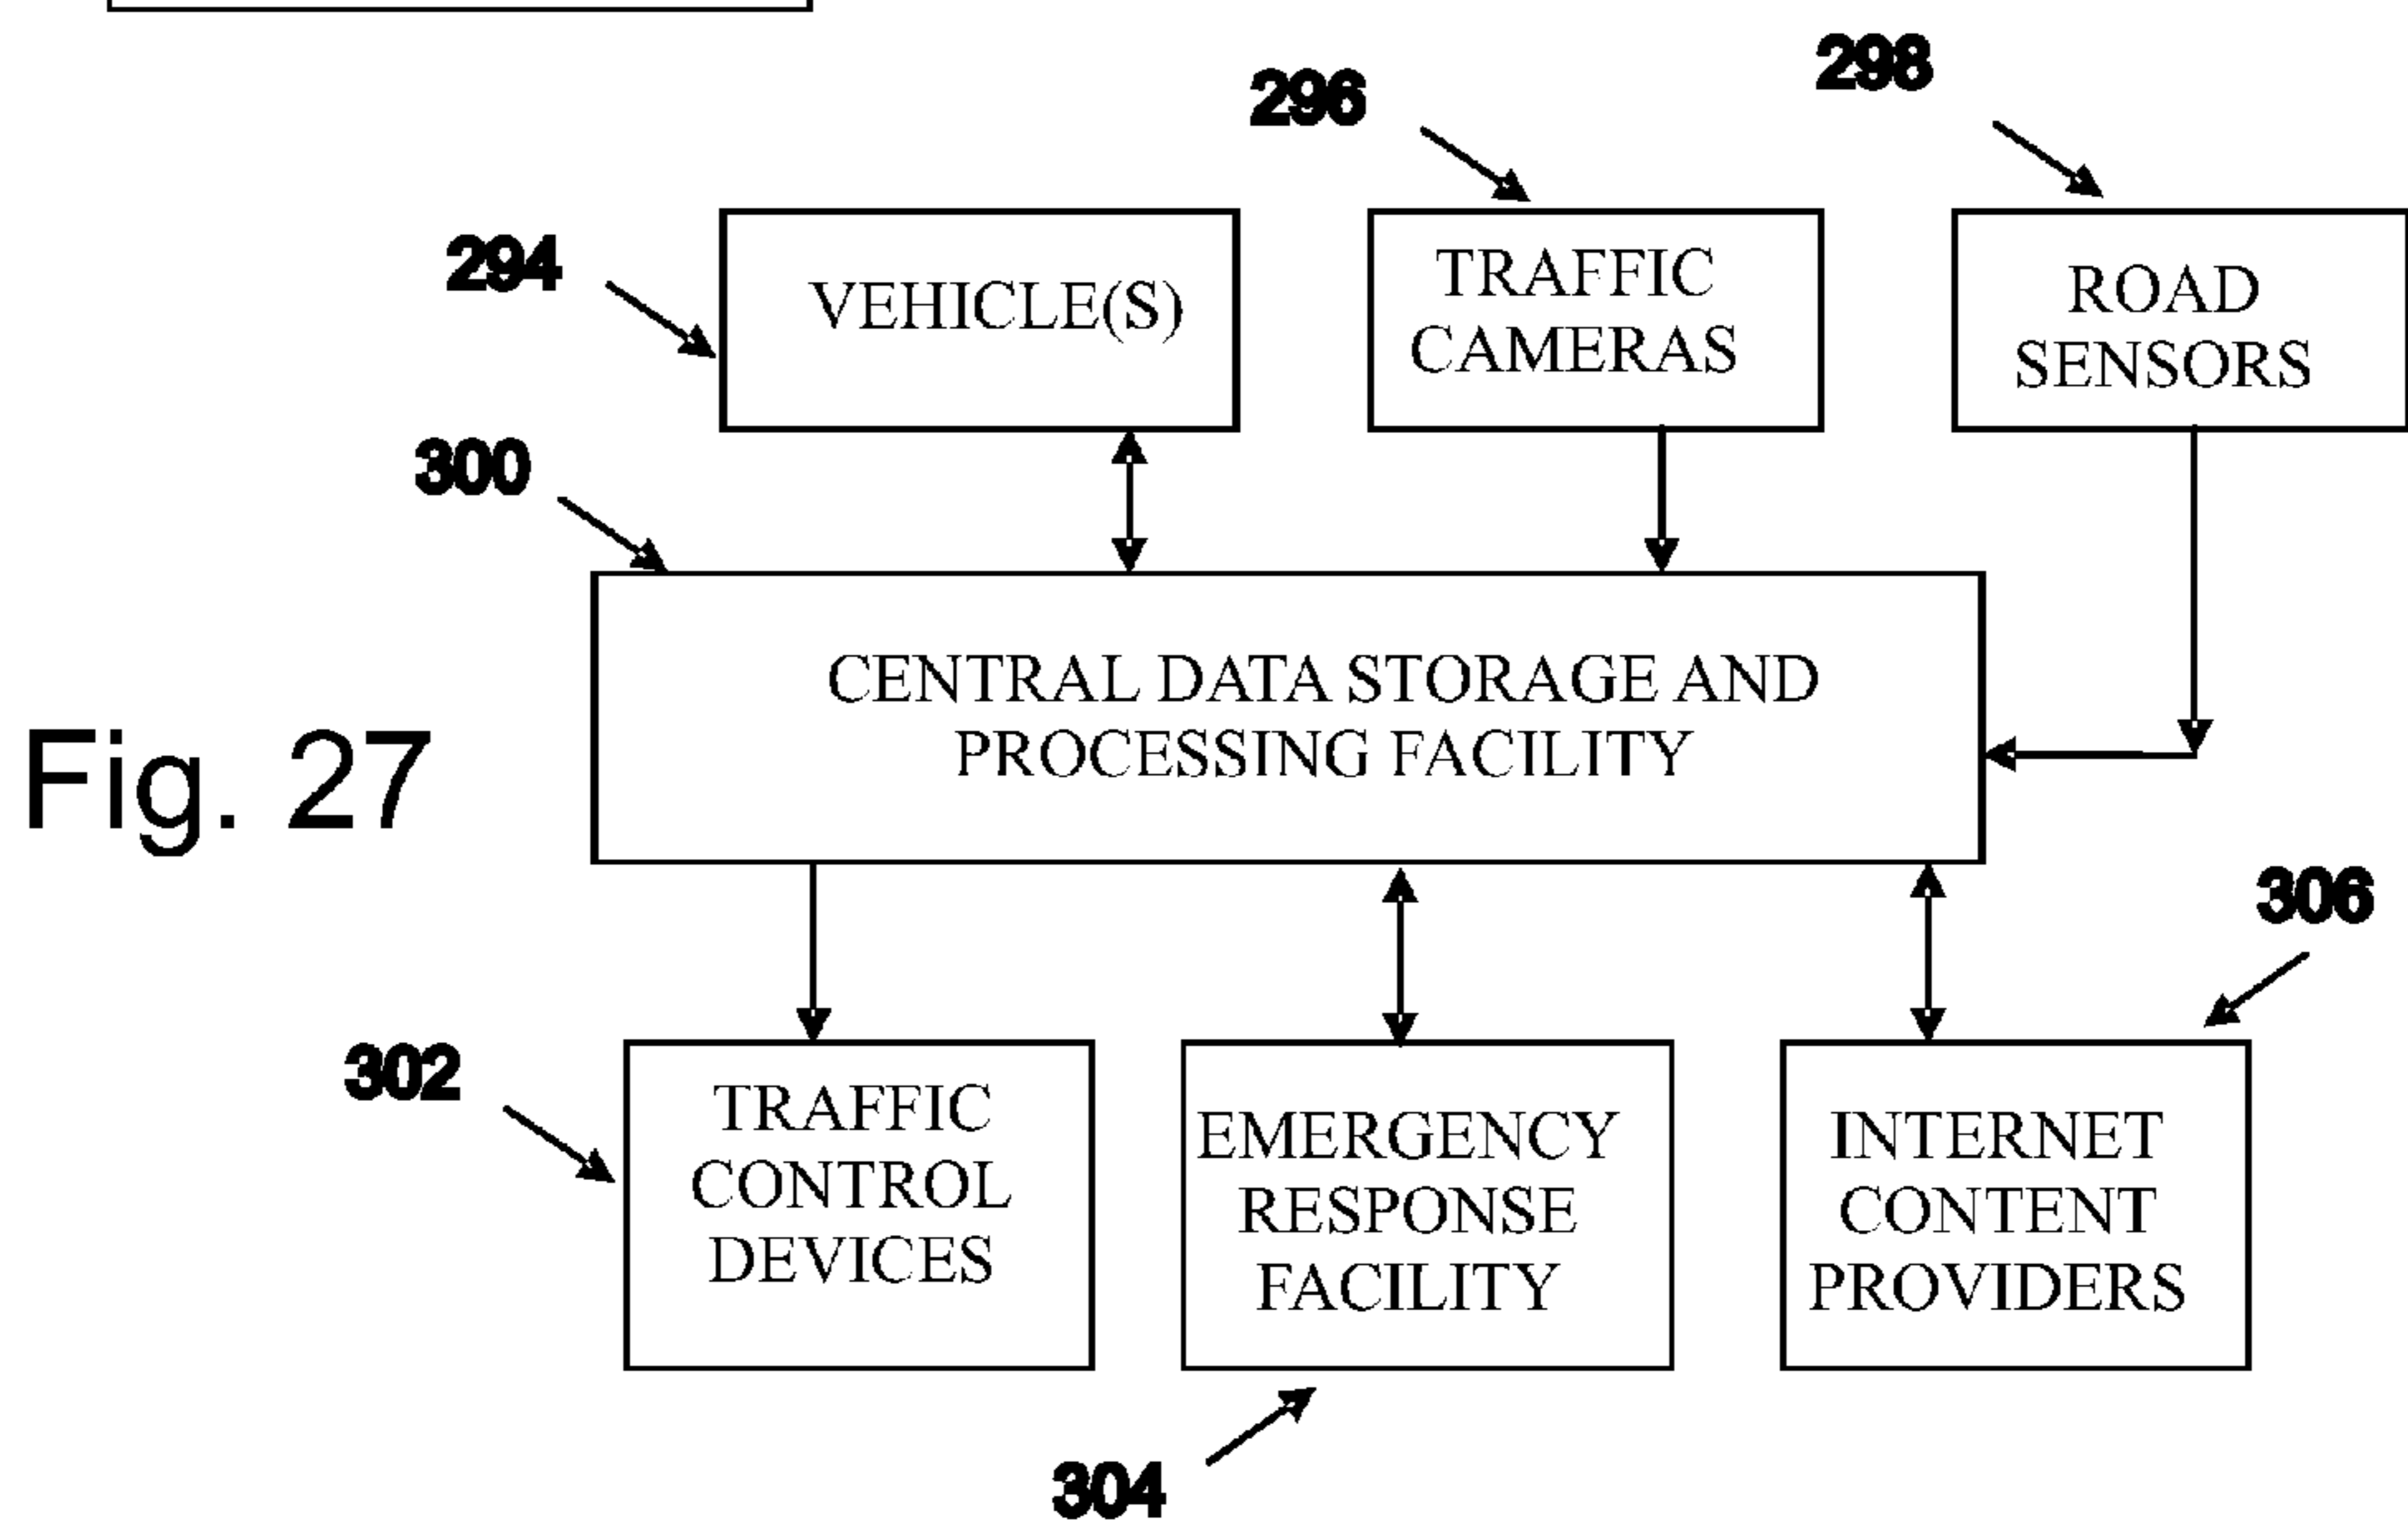 298
296
294
VEHICLE(S)
TRAFFIC
CAMERAS
ROAD
SENSORS
300
CENTRAL DATA STORAGE AND
PROCESSING FACILITY
Fig. 27
306
302
TRAFFIC
CONTROL
DEVICES
EMERGENCY
RESPONSE
FACILITY
INTERNET
CONTENT
PROVIDERS
304